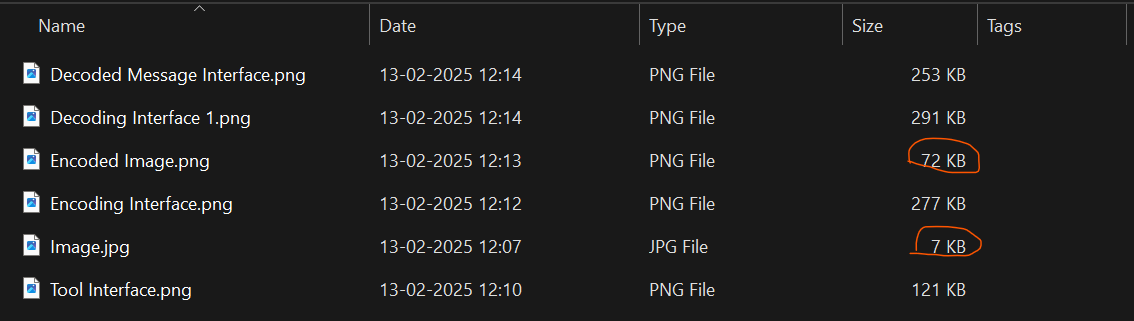 Name Date Type Size Tags
Decoded Message Interface.png 13-02-2025 12:14 PNG File 253 KB
Decoding Interface 1.png 13-02-2025 12:14 PNG File 291 KB
Encoded Image.png 13-02-2025 12:13 PNG File 72 KB
Encoding Interface.png 13-02-2025 12:12 PNG File 277 KB
Image.jpg 13-02-2025 12:07 JPG File 7 KB
Tool Interface.png 13-02-2025 12:10 PNG File 121 KB